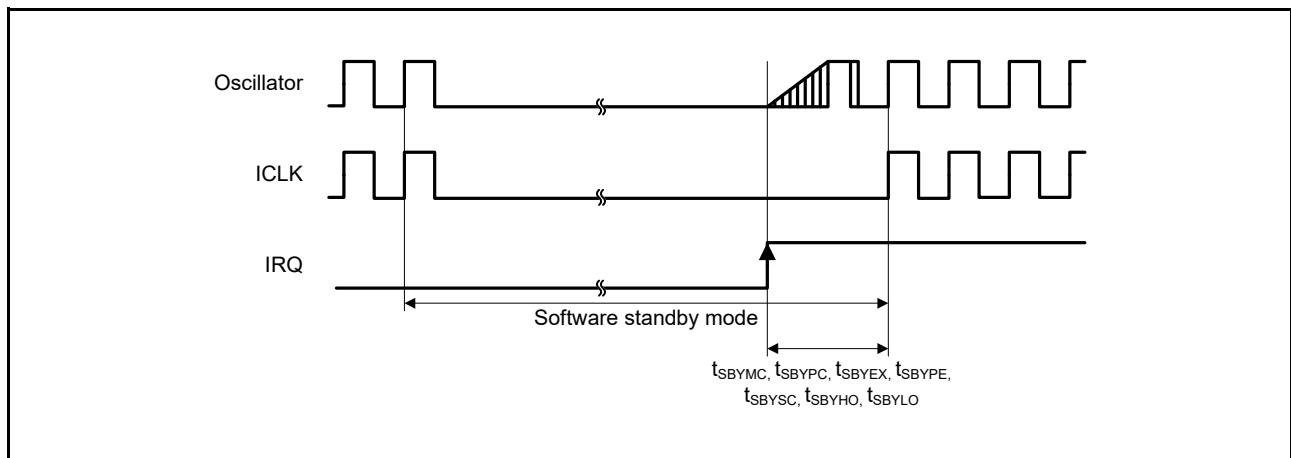 Oscillator
ICLK
IRQ
Software standby mode
tSBYMC, tSBYPC, tSBYEX, tSBYPE,
tSBYSC, tSBYHO, tSBYLO